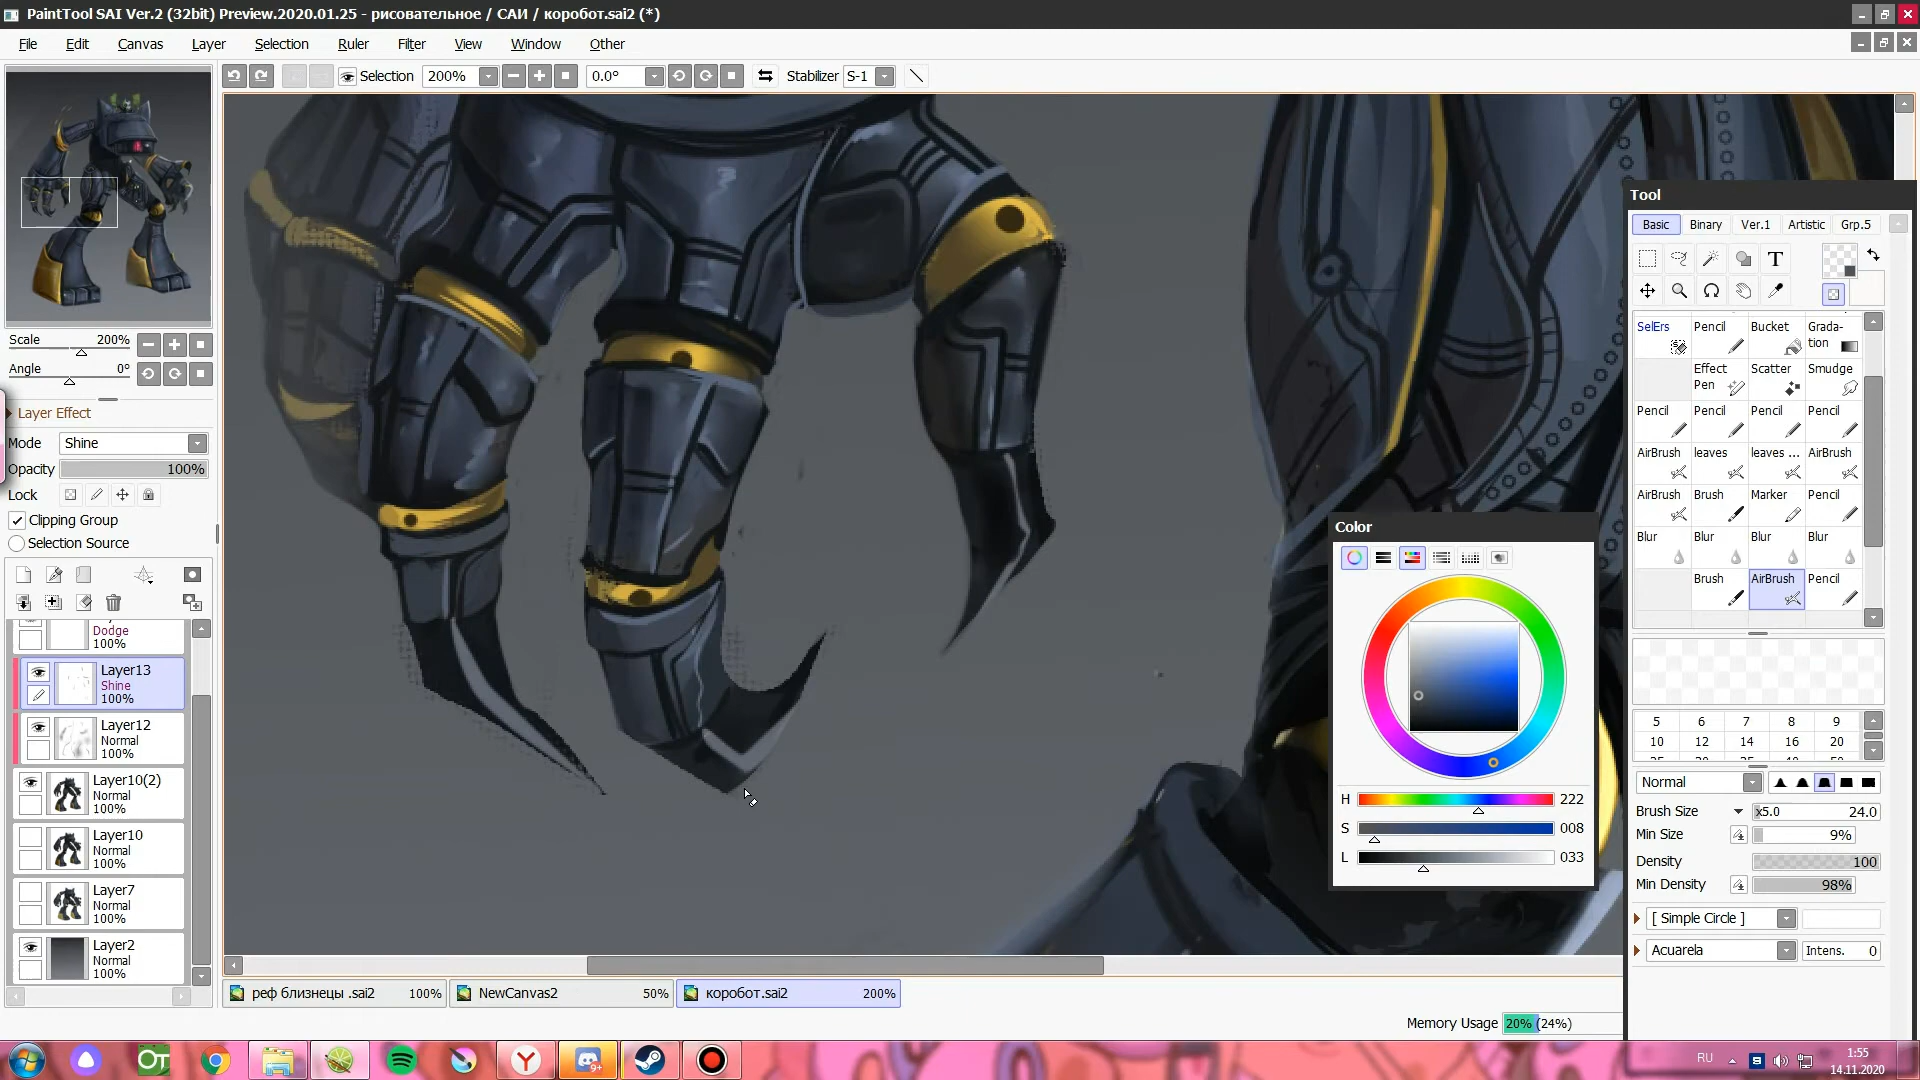 PaintTool SAI Ver.2 (32bit) Preview.2020.01.25 - рисовательное / САИ / коробот.sai2 (*)
File Edit Canvas Layer Selection Ruler Filter View Window Other
Selection 200% 0.0° Stabilizer S-1
Scale 200%
Angle 0°
Layer Effect
Mode Shine
Opacity 100%
Lock
Clipping Group
Selection Source
Dodge
100%
Layer13
Shine
100%
Layer12
Normal
100%
Layer10(2)
Normal
100%
Layer10
Normal
100%
Layer7
Normal
100%
Layer2
Normal
100%
Tool
Basic Binary Ver.1 Artistic Grp.5
T
SelErs Pencil Bucket Grada-
tion
Effect Scatter Smudge
Pen
Pencil Pencil Pencil Pencil
AirBrush leaves leaves ... AirBrush
AirBrush Brush Marker Pencil
Blur Blur Blur Blur
Brush AirBrush Pencil
5 6 7 8 9
10 12 14 16 20
Normal
Brush Size x5.0 24.0
Min Size 9%
Density 100
Min Density 98%
[ Simple Circle ]
Acuarela Intens. 0
Color
H 222
S 008
L 033
реф близнецы .sai2 100% NewCanvas2 50% коробот.sai2 200%
Memory Usage 20% (24%)
OT
Y
9+
RU
1:55
14.11.2020